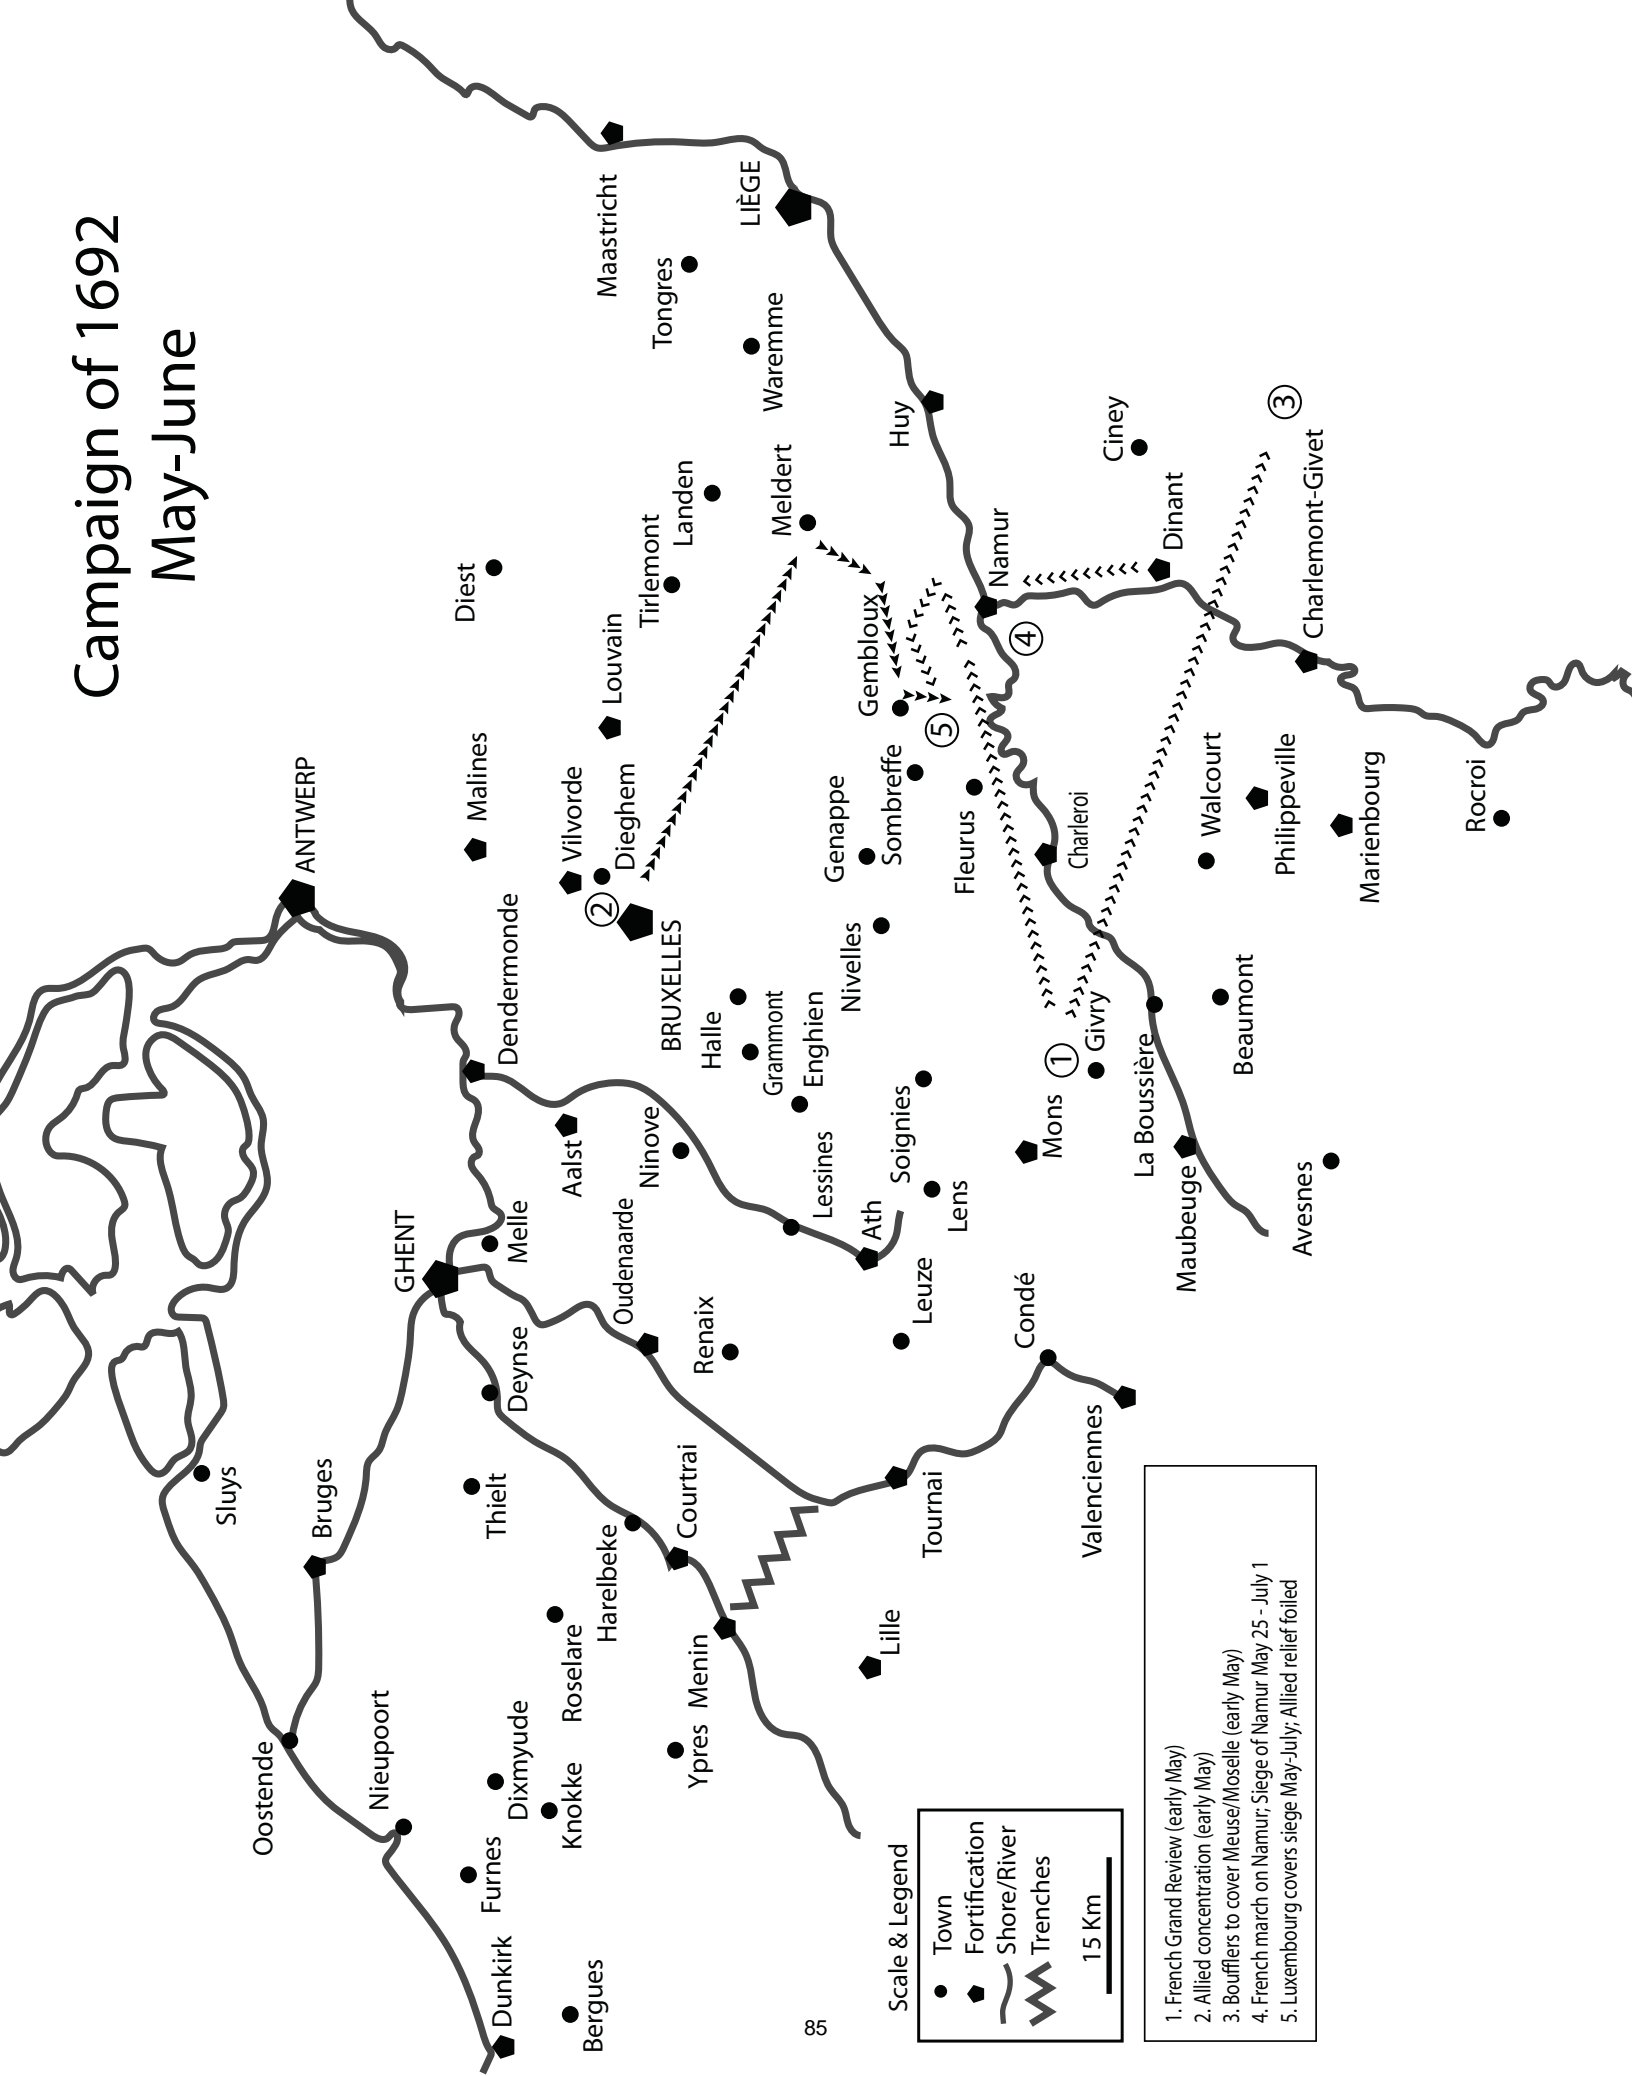 Campaign of 1692
May-June
Maastricht
LIÈGE
Tongres
Waremme
Huy
Ciney
3
Charlemont-Givet
Dinant
Namur
4
Meldert
Landen
Tirlemont
Diest
Louvain
Gembloux
5
Malines
ANTWERP
Vilvorde
Dieghem
2
BRUXELLES
Genappe
Sombreffe
Fleurus
Charleroi
Walcourt
Philippeville
Marienbourg
Rocroi
Nivelles
Dendermonde
Halle
Grammont
Enghien
Givry
1
Beaumont
La Boussière
Mons
Soignies
Lens
Maubeuge
Avesnes
Aalst
Ninove
Lessines
Ath
Leuze
Condé
Melle
GHENT
Oudenaarde
Renaix
Deynse
Valenciennes
Tournai
Courtrai
Harelbeke
Thielt
Bruges
Sluys
Roselare
Menin
Lille
Ypres
Oostende
Nieupoort
Dixmyude
Knokke
Furnes
Dunkirk
Bergues
Scale & Legend
Town
Fortification
Shore/River
Trenches
15 Km
1. French Grand Review (early May)
2. Allied concentration (early May)
3.Boufflers to cover Meuse/Moselle (early May)
4. French march on Namur; Siege of Namur May 25 - July 1
5. Luxembourg covers siege May-July; Allied relief foiled
85